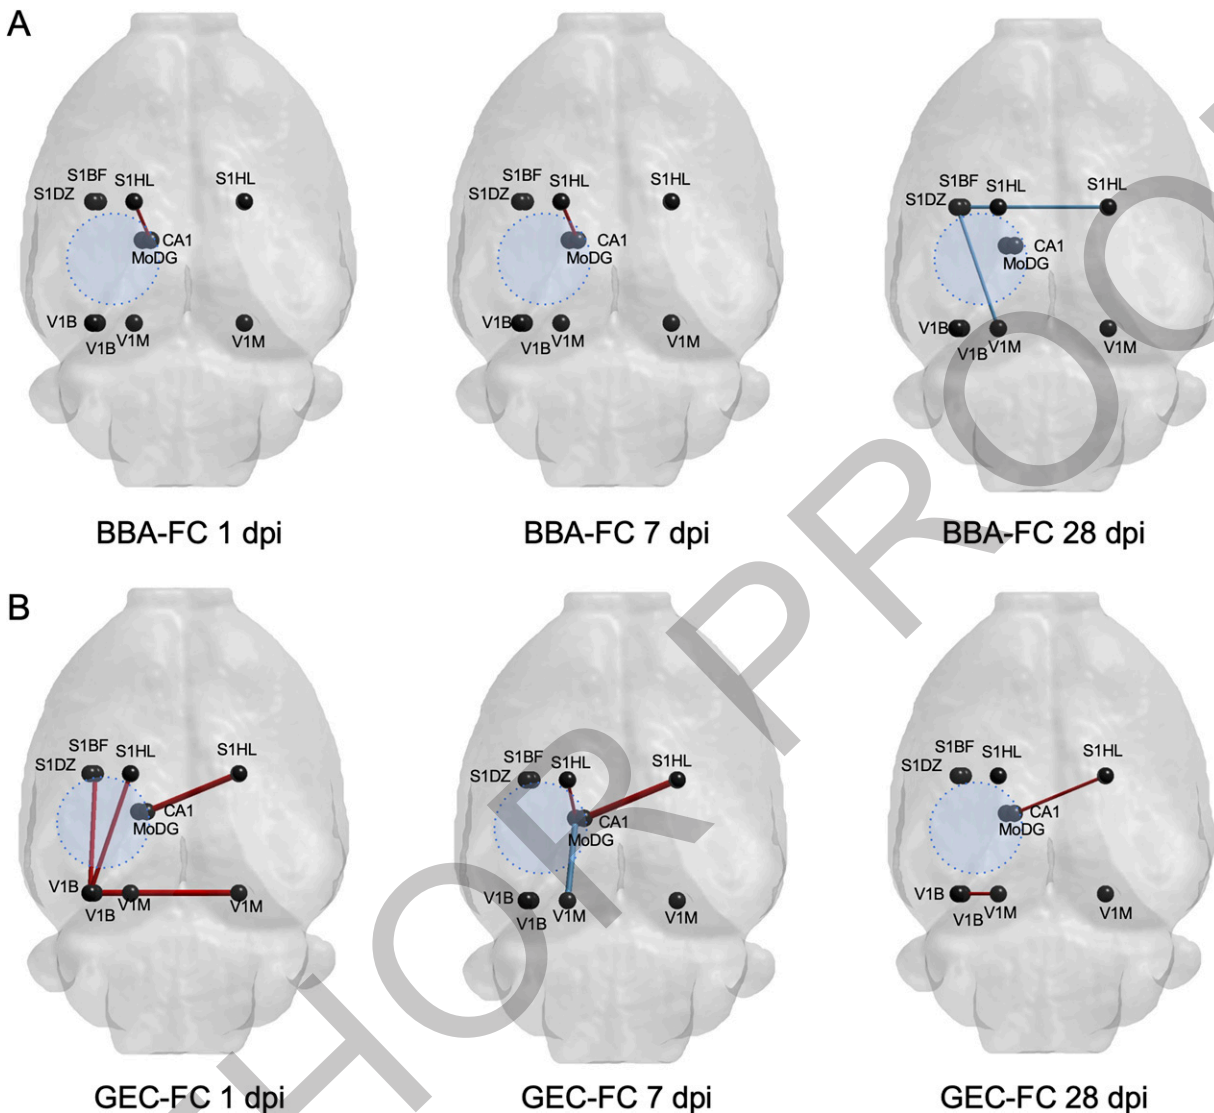 A
S1BF
S1DZ
S1HL
S1HL
CA1
MoDG
V1B
V1B
V1M
V1M
BBA-FC 1 dpi
S1BF
S1DZ
S1HL
S1HL
CA1
MoDG
V1B
V1B
V1M
V1M
BBA-FC 7 dpi
S1BF
S1DZ
S1HL
S1HL
CA1
MoDG
V1B
V1B
V1M
V1M
BBA-FC 28 dpi
B
S1BF
S1DZ
S1HL
S1HL
CA1
MoDG
V1B
V1B
V1M
V1M
GEC-FC 1 dpi
S1BF
S1DZ
S1HL
S1HL
CA1
MoDG
V1B
V1B
V1M
V1M
GEC-FC 7 dpi
S1BF
S1DZ
S1HL
S1HL
CA1
MoDG
V1B
V1B
V1M
V1M
GEC-FC 28 dpi
HOR PRO